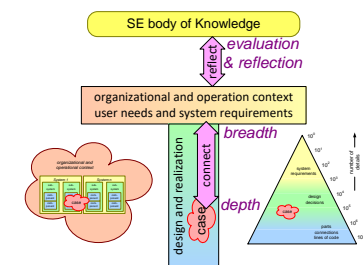 SE body of Knowledge
evaluation
& reflection
reflect
organizational and operation context
user needs and system requirements
breadth
connect
design and realization
depth
case
organizational and
operational context
System 1
case
number of
details
system
requirements
design
decisions
case
parts
connections
lines of code